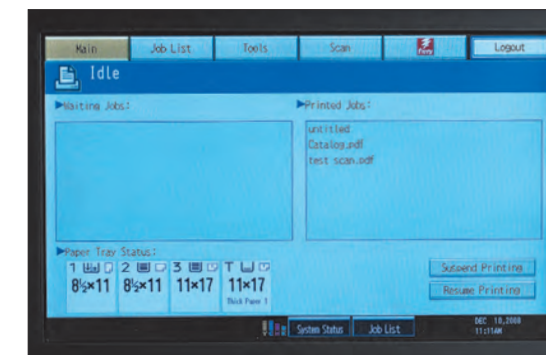 Main Job List Tools Scan fiery Logout
Idle
Waiting Jobs:
Printed Jobs:
untitled
Catalog.pdf
test scan.pdf
Paper Tray Status:
1 2 3 T
8½×11 8½×11 11×17 11×17
Thick Paper 1
Suspend Printing
Resume Printing
System Status Job List
DEC 10,2008
11:11AM